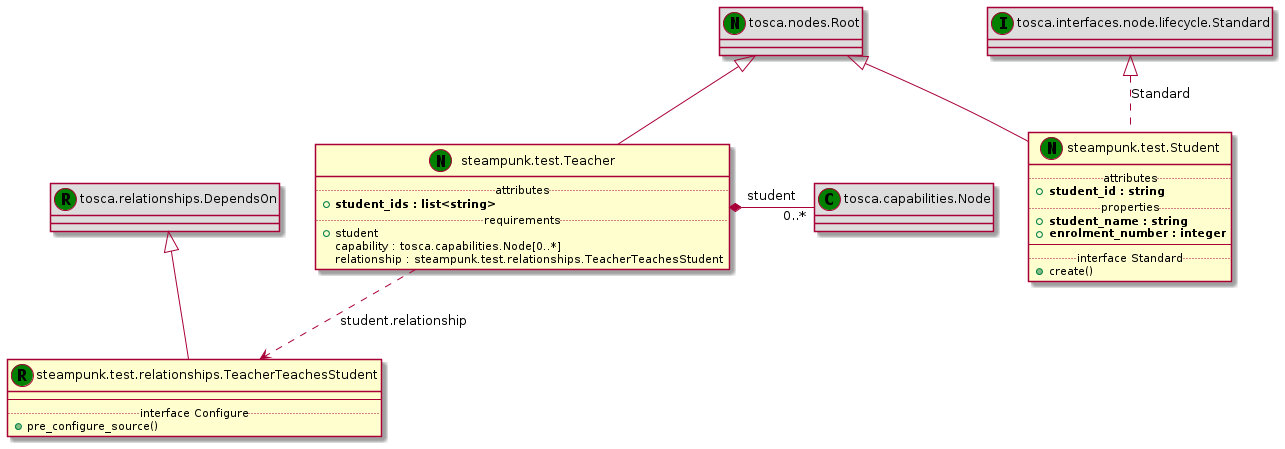 N tosca.nodes.Root
I tosca.interfaces.node.lifecycle.Standard
Standard
N steampunk.test.Teacher
attributes
student_ids : list<string>
requirements
student
capability : tosca.capabilities.Node[0..*]
relationship : steampunk.test.relationships.TeacherTeachesStudent
student
0..*
C tosca.capabilities.Node
N steampunk.test.Student
attributes
student_id : string
properties
student_name : string
enrolment_number : integer
interface Standard
create()
R tosca.relationships.DependsOn
student.relationship
R steampunk.test.relationships.TeacherTeachesStudent
interface Configure
pre_configure_source()